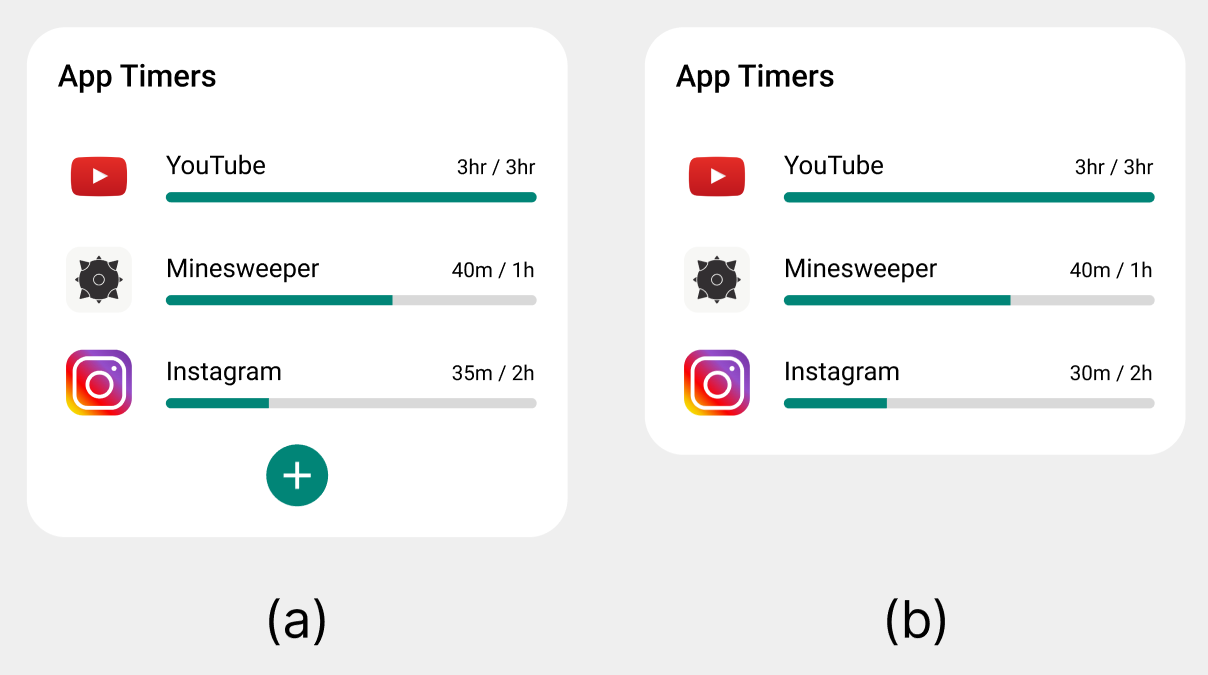 App Timers
YouTube 3hr / 3hr
Minesweeper 40m / 1h
Instagram 35m / 2h
(a)
App Timers
YouTube 3hr / 3hr
Minesweeper 40m / 1h
Instagram 30m / 2h
(b)